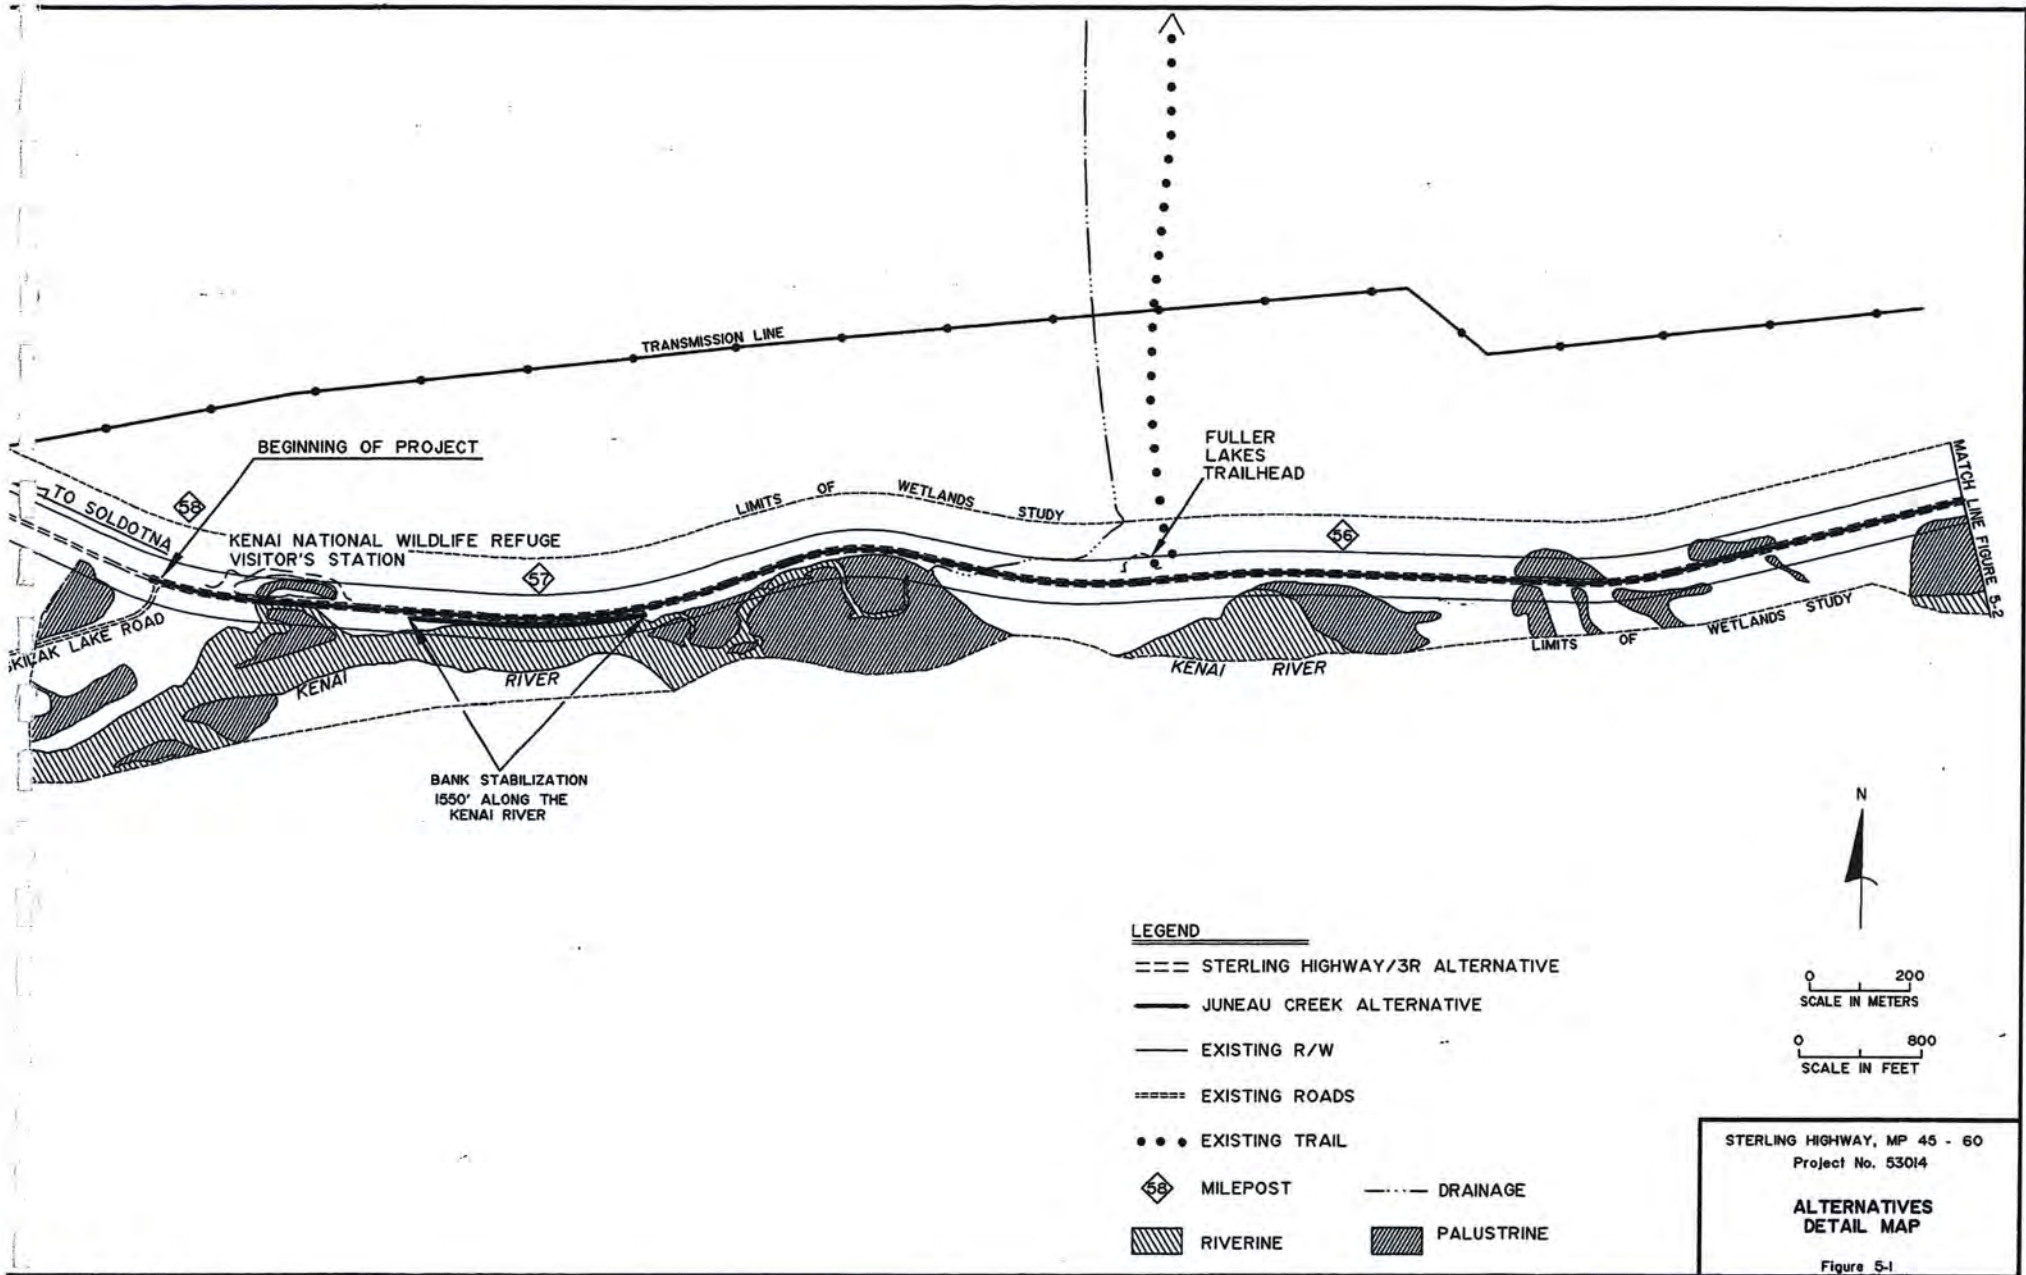 TRANSMISSION LINE
BEGINNING OF PROJECT
FULLER
LAKES
TRAILHEAD
MATCH LINE FIGURE 5-2
TO SOLDOTNA
58
LIMITS OF WETLANDS STUDY
KENAI NATIONAL WILDLIFE REFUGE
VISITOR'S STATION
57
56
LAKE ROAD
KENAI RIVER
KENAI RIVER
LIMITS OF WETLANDS STUDY
BANK STABILIZATION
1550' ALONG THE
KENAI RIVER
N
LEGEND
STERLING HIGHWAY/3R ALTERNATIVE
JUNEAU CREEK ALTERNATIVE
EXISTING R/W
EXISTING ROADS
EXISTING TRAIL
58 MILEPOST
DRAINAGE
RIVERINE
PALUSTRINE
0 200
SCALE IN METERS
0 800
SCALE IN FEET
STERLING HIGHWAY, MP 45 - 60
Project No. 53014
ALTERNATIVES
DETAIL MAP
Figure 5-1